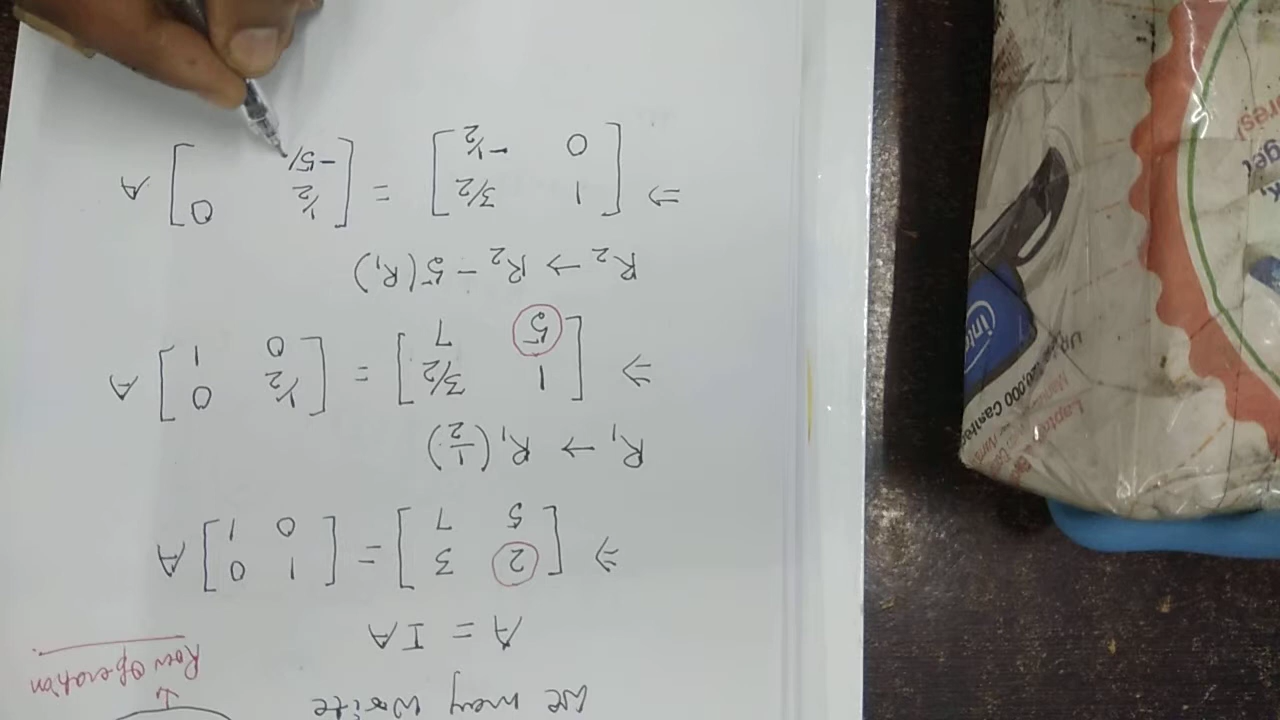 We may write
Row operation
A = IA
⇒ [2 3
5 7] = [1 0
0 1] A
R₁ → R₁ (1/2)
⇒ [1 3/2
5 7] = [1/2 0
0 1] A
R₂ → R₂ - 5(R₁)
⇒ [1 3/2
0 -1/2] = [1/2 0
-5/ ] A
intel